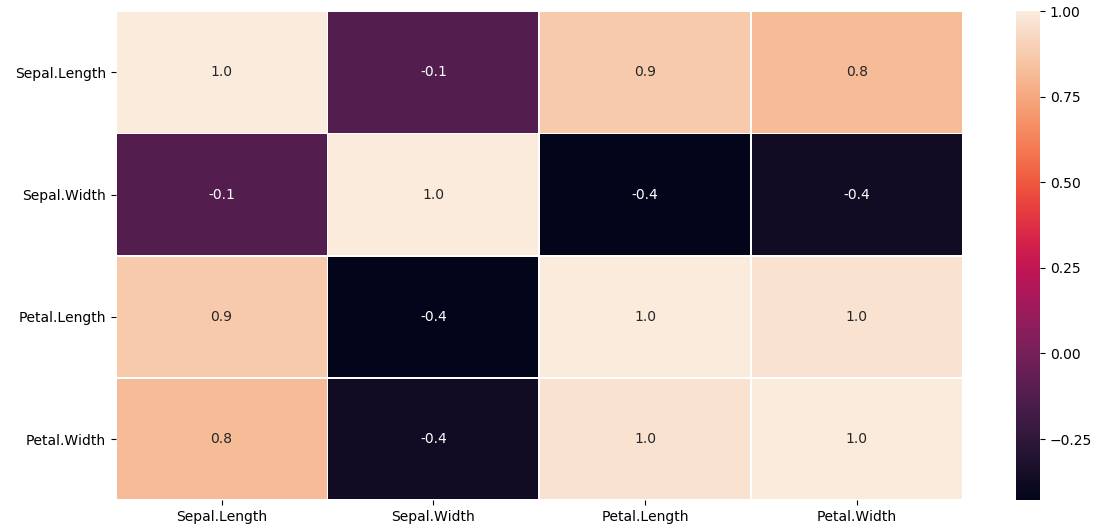 1.00
Sepal.Length 1.0 -0.1 0.9 0.8
0.75
Sepal.Width -0.1 1.0 -0.4 -0.4
0.50
0.25
Petal.Length 0.9 -0.4 1.0 1.0
0.00
Petal.Width 0.8 -0.4 1.0 1.0
−0.25
Sepal.Length Sepal.Width Petal.Length Petal.Width